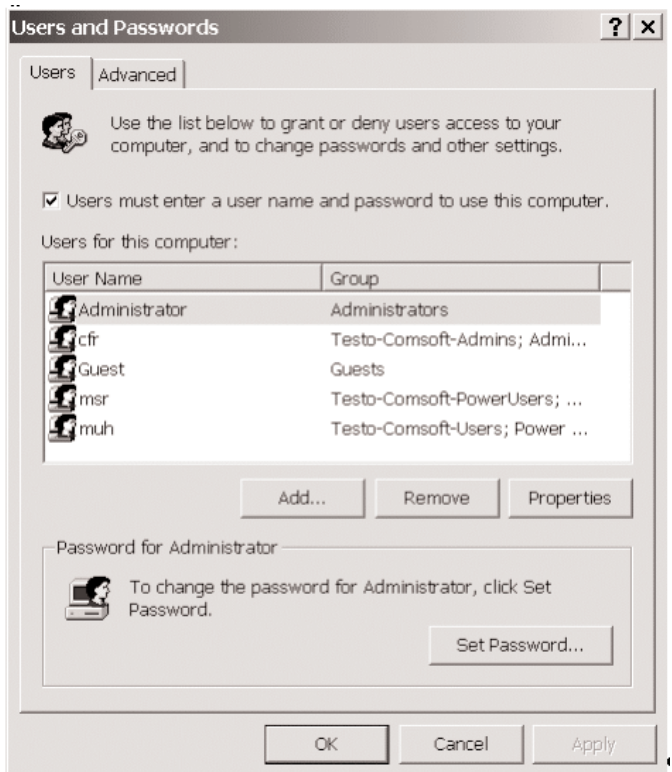 Users and Passwords
Users Advanced
Use the list below to grant or deny users access to your
computer, and to change passwords and other settings.
Users must enter a user name and password to use this computer.
Users for this computer:
User Name Group
Administrator Administrators
cfr Testo-Comsoft-Admins; Admi...
Guest Guests
msr Testo-Comsoft-PowerUsers; ...
muh Testo-Comsoft-Users; Power ...
Add... Remove Properties
Password for Administrator
To change the password for Administrator, click Set
Password.
Set Password...
OK Cancel Apply